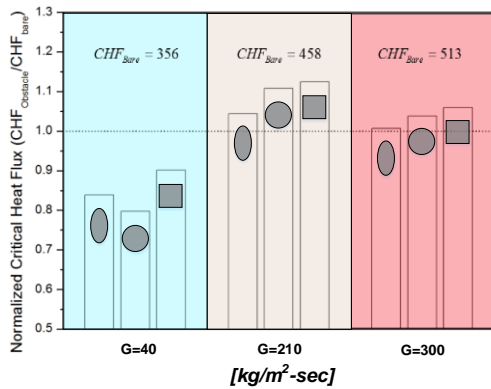 Normalized Critical Heat Flux (CHF_Obstacle/CHF_bare)
1.3
1.2
1.1
1.0
0.9
0.8
0.7
0.6
0.5
CHF_Bare = 356
CHF_Bare = 458
CHF_Bare = 513
G=40
G=210
G=300
[kg/m²-sec]